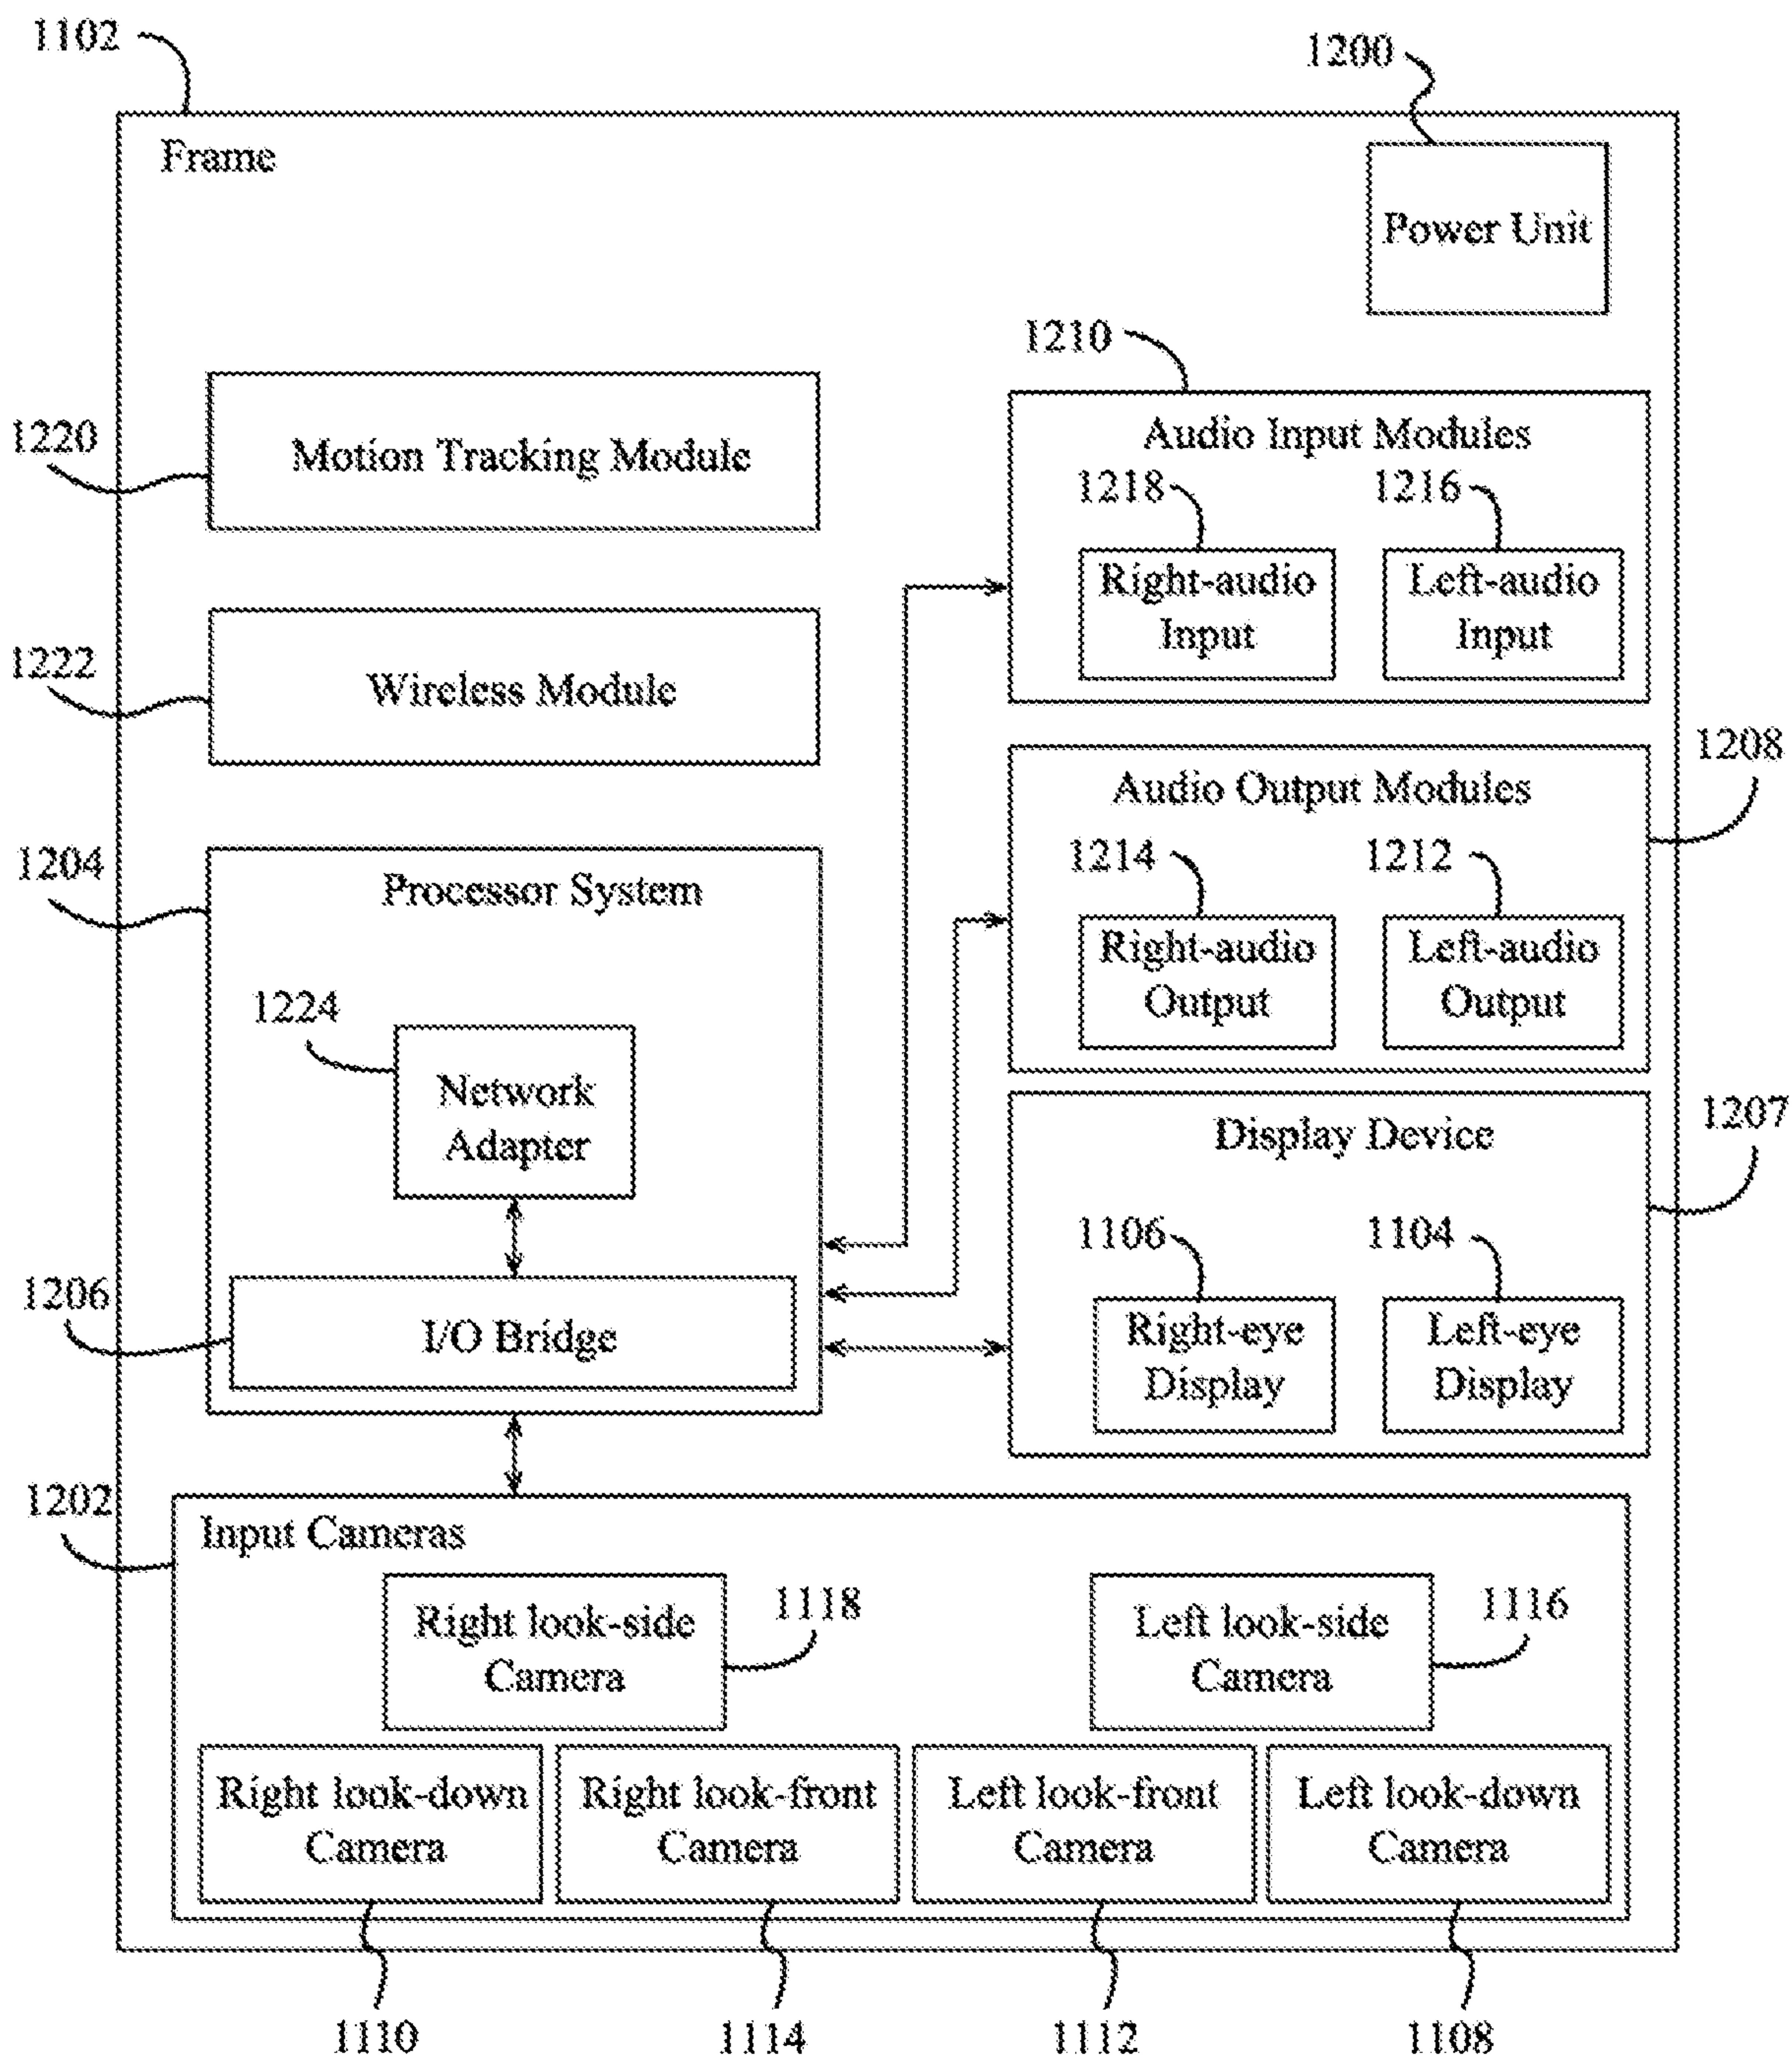 1102
1200
Frame
Power Unit
1210
1220
Motion Tracking Module
Audio Input Modules
1218
1216
Right-audio
Input
Left-audio
Input
1222
Wireless Module
1208
Audio Output Modules
1214
1212
Right-audio
Output
Left-audio
Output
1204
Processor System
1224
Network
Adapter
1207
Display Device
1106
1104
Right-eye
Display
Left-eye
Display
1206
I/O Bridge
1202
Input Cameras
Right look-side
Camera
1118
Left look-side
Camera
1116
Right look-down
Camera
Right look-front
Camera
Left look-front
Camera
Left look-down
Camera
1110
1114
1112
1108